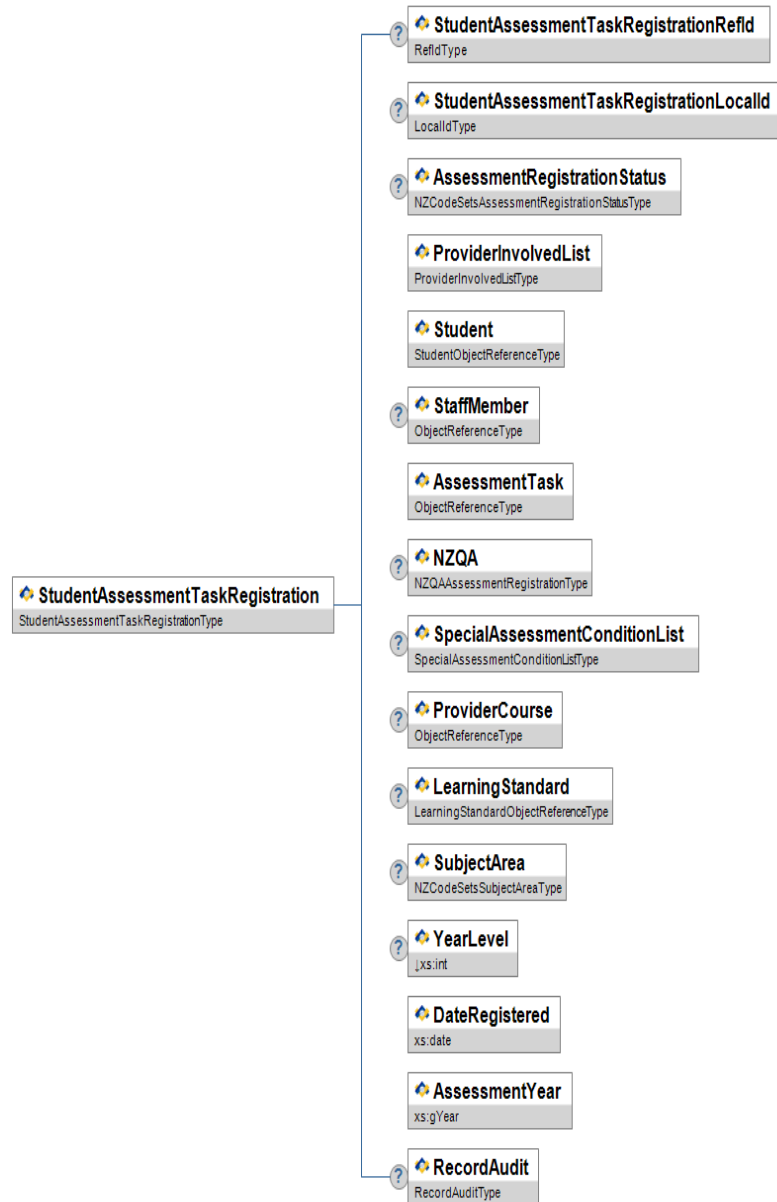 ? StudentAssessmentTaskRegistrationRefId
RefIdType
? StudentAssessmentTaskRegistrationLocalId
LocalIdType
? AssessmentRegistrationStatus
NZCodeSetsAssessmentRegistrationStatusType
ProviderInvolvedList
ProviderInvolvedListType
Student
StudentObjectReferenceType
? StaffMember
ObjectReferenceType
AssessmentTask
ObjectReferenceType
? NZQA
NZQAAssessmentRegistrationType
StudentAssessmentTaskRegistration
StudentAssessmentTaskRegistrationType
? SpecialAssessmentConditionList
SpecialAssessmentConditionListType
? ProviderCourse
ObjectReferenceType
? LearningStandard
LearningStandardObjectReferenceType
? SubjectArea
NZCodeSetsSubjectAreaType
? YearLevel
↓xs:int
DateRegistered
xs:date
AssessmentYear
xs:gYear
? RecordAudit
RecordAuditType